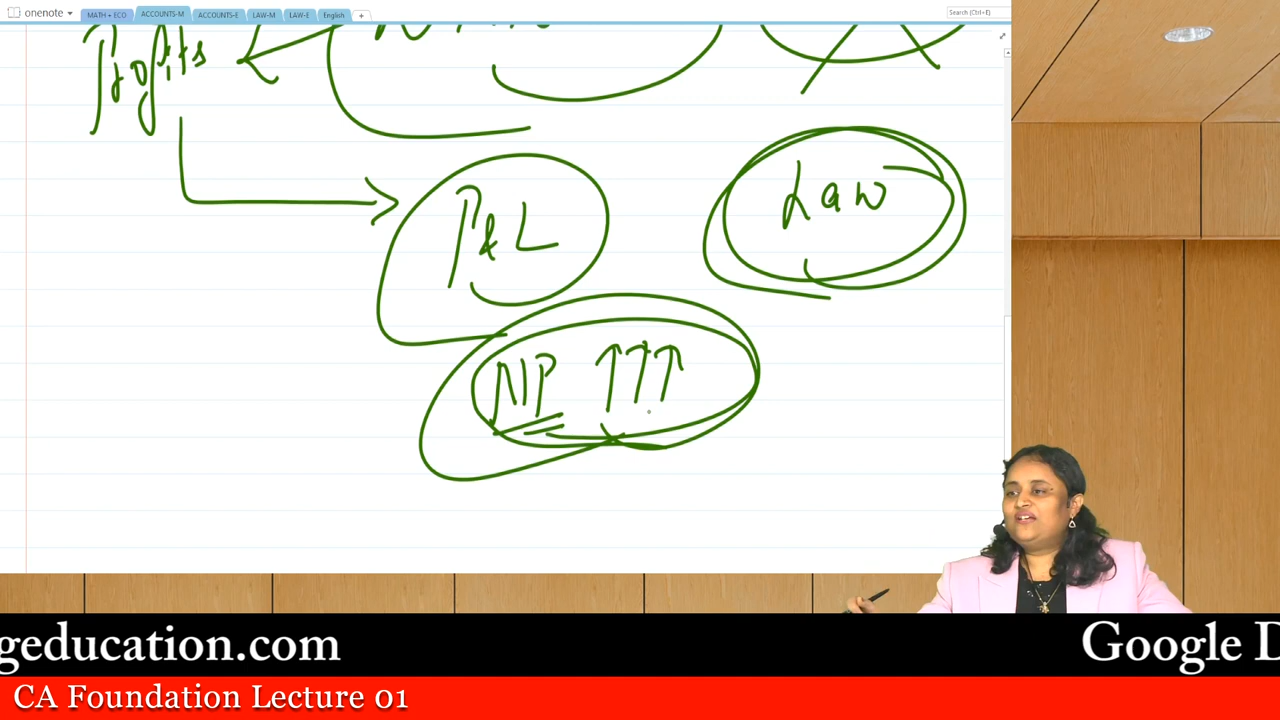 onenote MATH + ECO ACCOUNTS-M ACCOUNTS-E LAW-M LAW-E English + Search (Ctrl+E)
Profits
Law
P&L
NP ↑↑↑
geducation.com Google D
CA Foundation Lecture 01